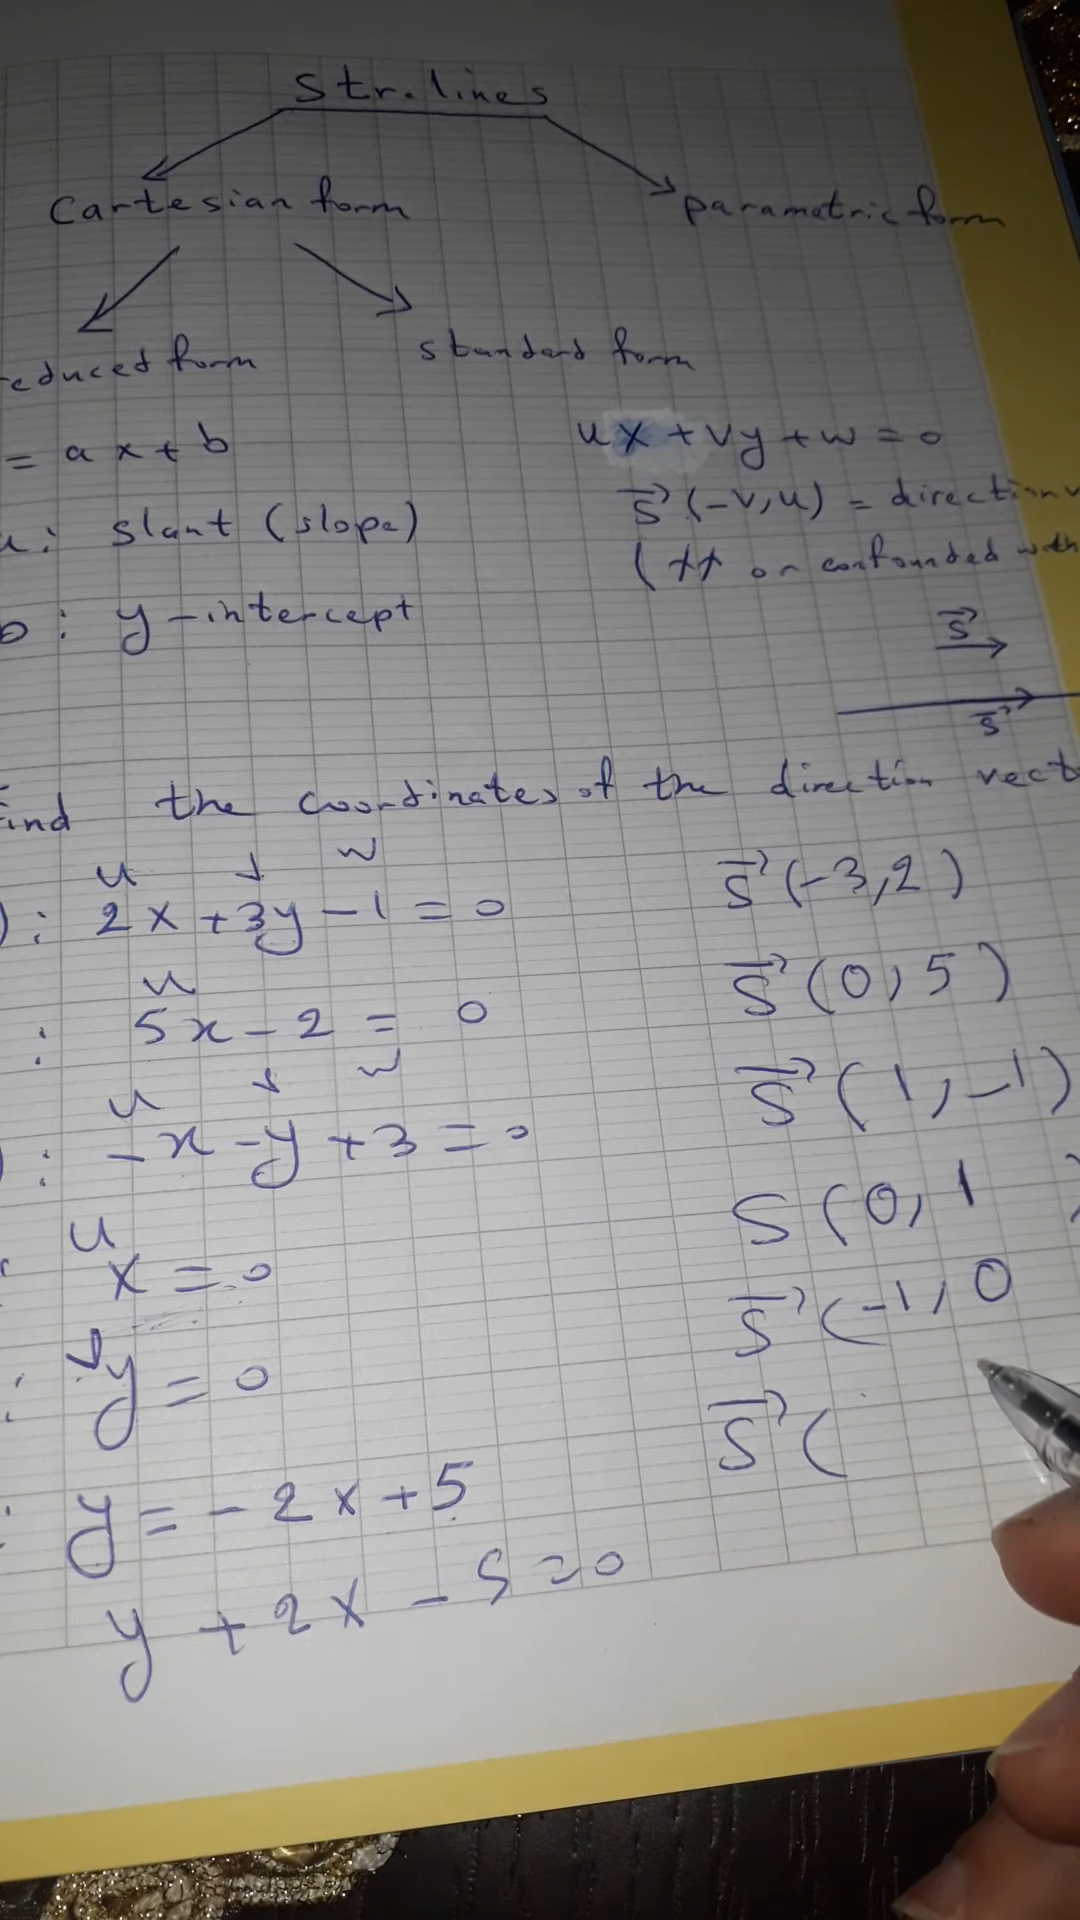 Str. lines
Cartesian form
parametric form
educed form
standard form
= ax + b
ux + vy + w = 0
slant (slope)
S⃗ (-v, u) = direction v
( // or confounded with
b : y-intercept
S⃗
S⃗
ind the coordinates of the direction vect
u v w
2x + 3y - 1 = 0
S⃗ (-3, 2)
u
: 5x - 2 = 0
S⃗ (0, 5)
u v w
: -x - y + 3 = 0
S⃗ (1, -1)
u
x = 0
S (0, 1 )
v
: y = 0
S⃗ (-1, 0
: y = - 2x + 5
S⃗ (
y + 2x - 5 = 0